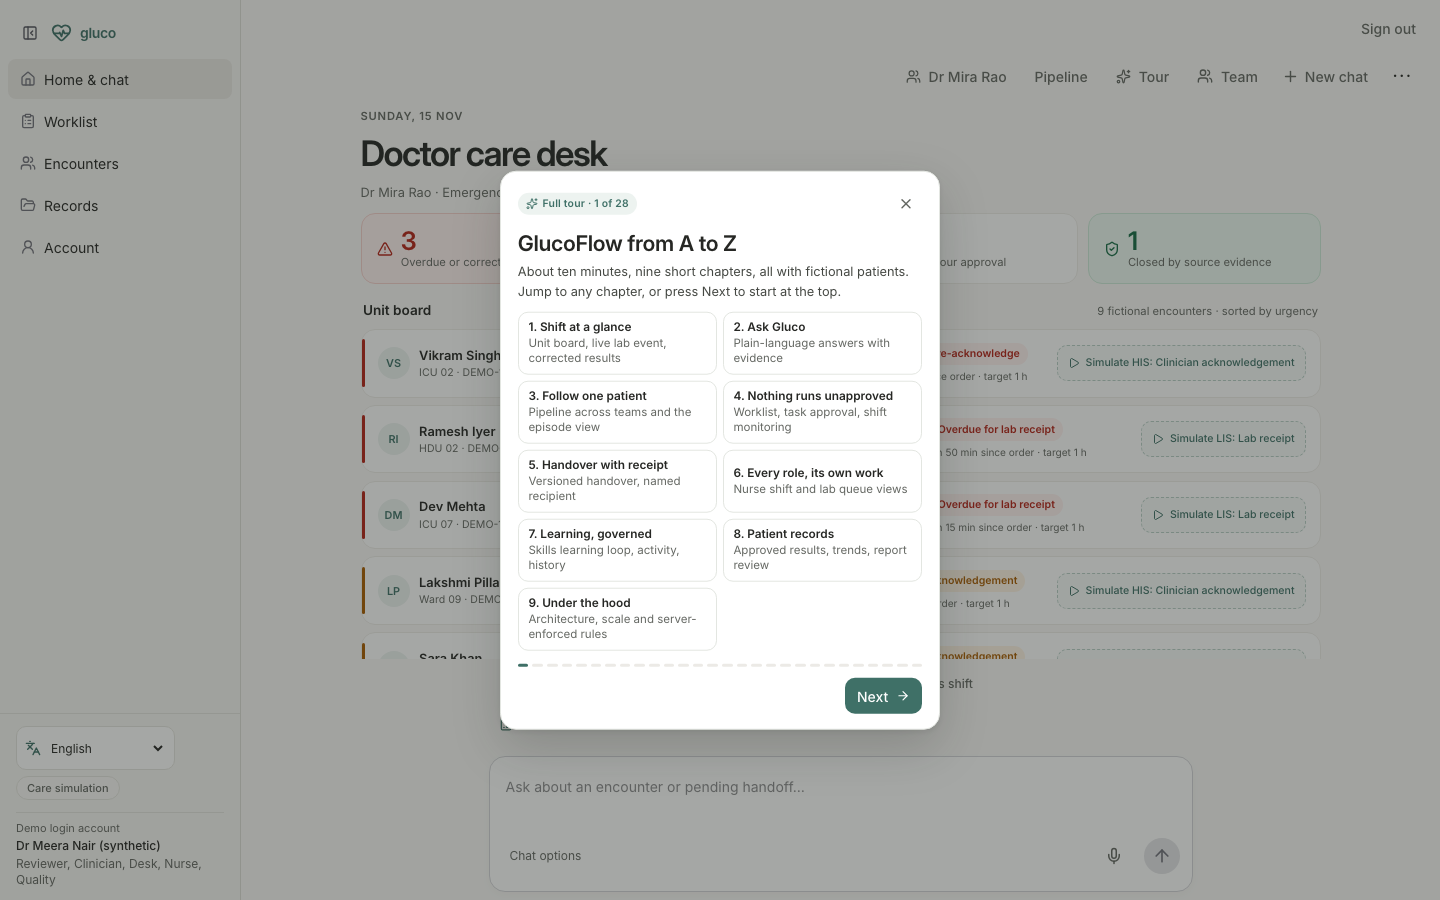 gluco
Home & chat
Worklist
Encounters
Records
Account
English
Care simulation
Demo login account
Dr Meera Nair (synthetic)
Reviewer, Clinician, Desk, Nurse,
Quality
Sign out
Dr Mira Rao
Pipeline
Tour
Team
New chat
SUNDAY, 15 NOV
Doctor care desk
Dr Mira Rao ·
3
Overdue or
our approval
1
Closed by source evidence
Unit board
9 fictional encounters · sorted by urgency
VS
Vikram Singh
ICU 02 ·
e-acknowledge
order · target 1 h
Simulate HIS: Clinician acknowledgement
RI
Ramesh Iyer
HDU 02 · DEMO
Overdue for lab receipt
50 min since order · target 1 h
Simulate LIS: Lab receipt
DM
Dev Mehta
ICU 07 ·
Overdue for lab receipt
15 min since order · target 1 h
Simulate LIS: Lab receipt
LP
Lakshmi
Ward 09 ·
knowledgement
target 1 h
Simulate HIS: Clinician acknowledgement
Sara Khan
shift
Full tour · 1 of 28
GlucoFlow from A to Z
About ten minutes, nine short chapters, all with fictional patients.
Jump to any chapter, or press Next to start at the top.
1. Shift at a glance
Unit board, live lab event,
corrected results
2. Ask Gluco
Plain-language answers with
evidence
3. Follow one patient
Pipeline across teams and the
episode view
4. Nothing runs unapproved
Worklist, task approval, shift
monitoring
5. Handover with receipt
Versioned handover, named
recipient
6. Every role, its own work
Nurse shift and lab queue views
7. Learning, governed
Skills learning loop, activity,
history
8. Patient records
Approved results, trends, report
review
9. Under the hood
Architecture, scale and server-
enforced rules
Next
Ask about an encounter or pending handoff...
Chat options